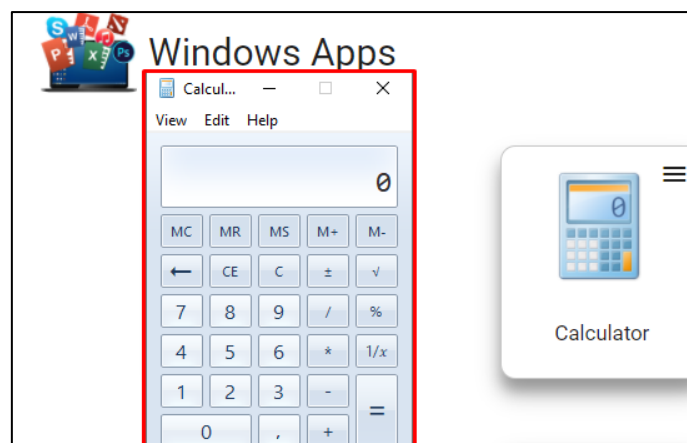 Windows Apps
Calcul...
View Edit Help
0
MC MR MS M+ M-
← CE C ± √
7 8 9 / %
4 5 6 * 1/x
1 2 3 - =
0 , +
0
Calculator
S W
P X Ps